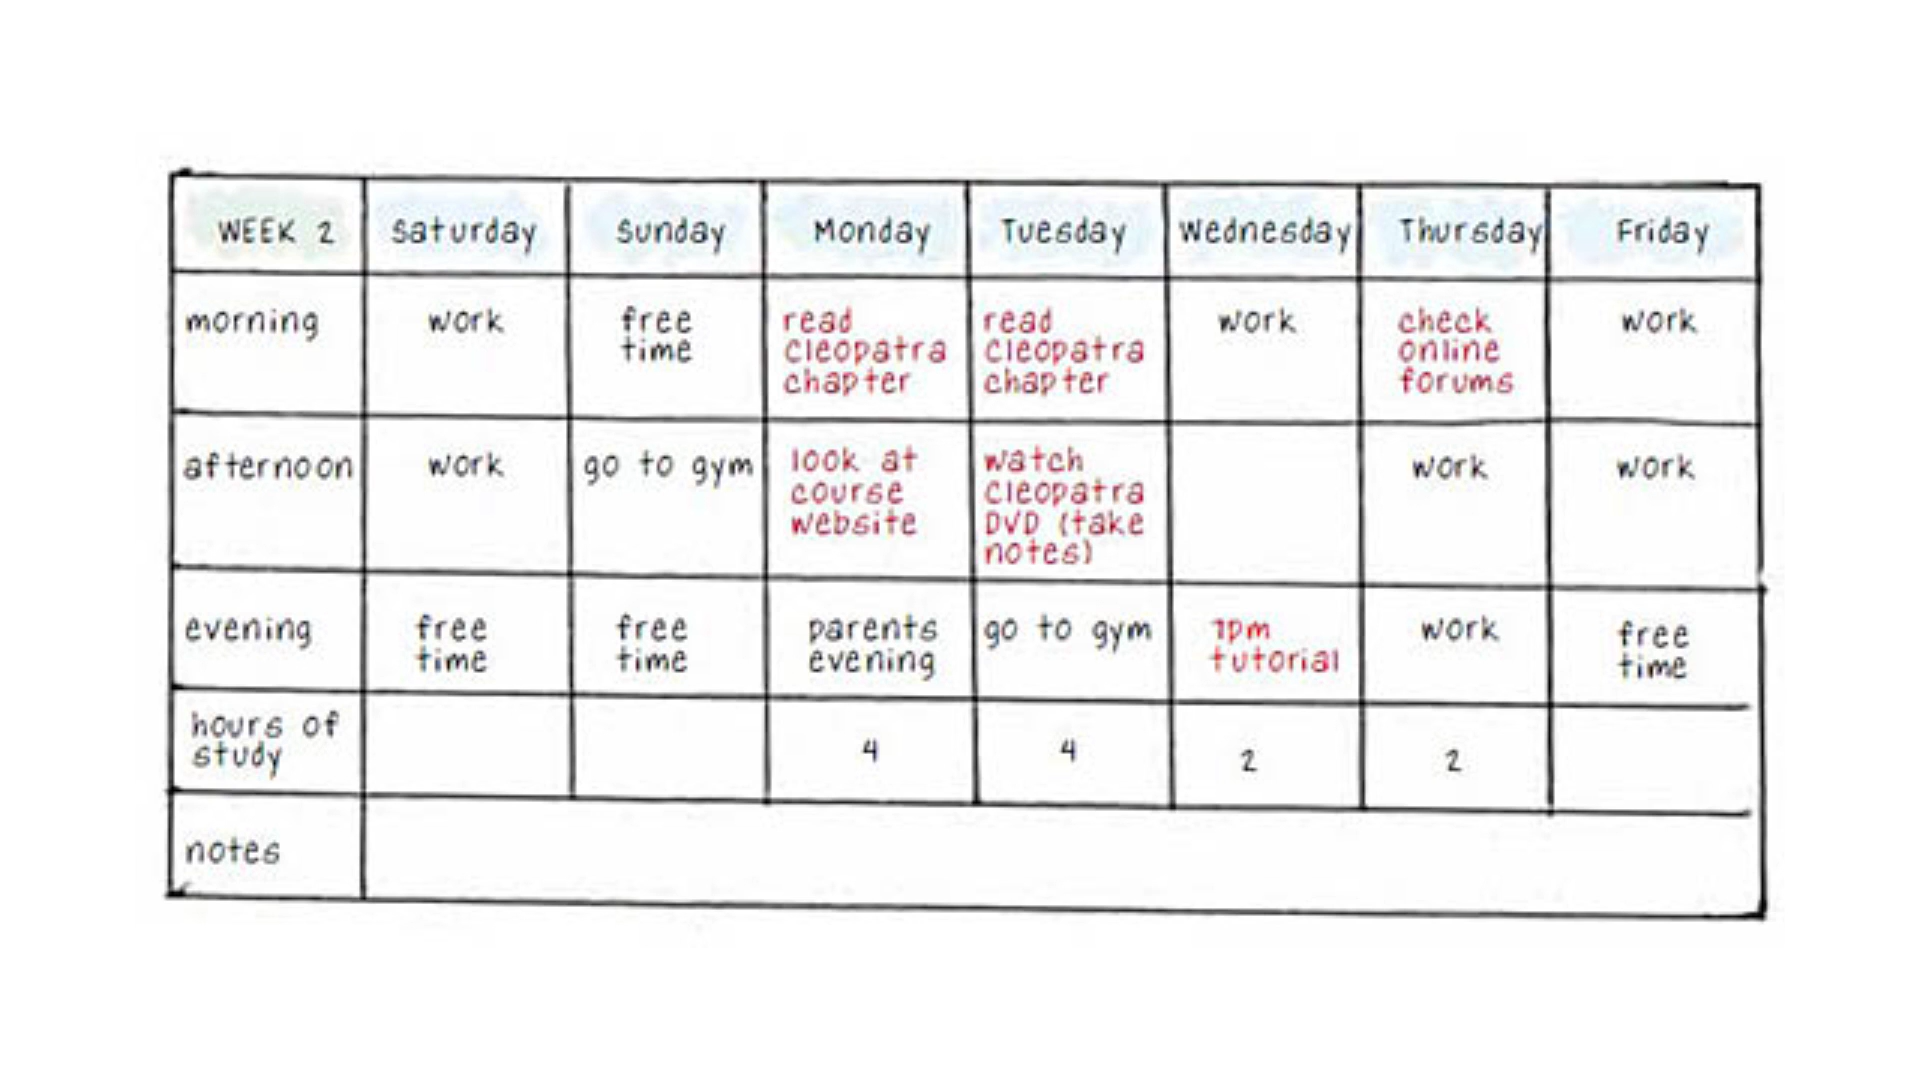 WEEK 2
Saturday
Sunday
Monday
Tuesday
Wednesday
Thursday
Friday
morning
work
free
time
read
cleopatra
chapter
read
cleopatra
chapter
work
check
online
forums
work
afternoon
work
go to gym
look at
course
website
watch
cleopatra
DVD (take
notes)
work
work
evening
free
time
free
time
parents
evening
go to gym
7pm
tutorial
work
free
time
hours of
study
4
4
2
2
notes